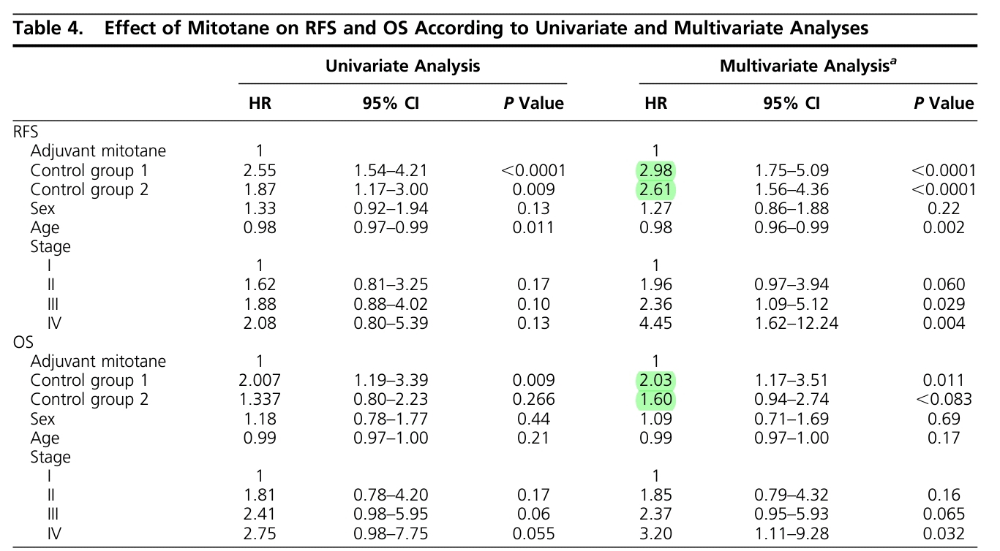 Table 4. Effect of Mitotane on RFS and OS According to Univariate and Multivariate Analyses
Univariate Analysis Multivariate Analysisa
HR 95% CI P Value HR 95% CI P Value
RFS
Adjuvant mitotane 1 1
Control group 1 2.55 1.54–4.21 <0.0001 2.98 1.75–5.09 <0.0001
Control group 2 1.87 1.17–3.00 0.009 2.61 1.56–4.36 <0.0001
Sex 1.33 0.92–1.94 0.13 1.27 0.86–1.88 0.22
Age 0.98 0.97–0.99 0.011 0.98 0.96–0.99 0.002
Stage
I 1 1
II 1.62 0.81–3.25 0.17 1.96 0.97–3.94 0.060
III 1.88 0.88–4.02 0.10 2.36 1.09–5.12 0.029
IV 2.08 0.80–5.39 0.13 4.45 1.62–12.24 0.004
OS
Adjuvant mitotane 1 1
Control group 1 2.007 1.19–3.39 0.009 2.03 1.17–3.51 0.011
Control group 2 1.337 0.80–2.23 0.266 1.60 0.94–2.74 <0.083
Sex 1.18 0.78–1.77 0.44 1.09 0.71–1.69 0.69
Age 0.99 0.97–1.00 0.21 0.99 0.97–1.00 0.17
Stage
I 1 1
II 1.81 0.78–4.20 0.17 1.85 0.79–4.32 0.16
III 2.41 0.98–5.95 0.06 2.37 0.95–5.93 0.065
IV 2.75 0.98–7.75 0.055 3.20 1.11–9.28 0.032